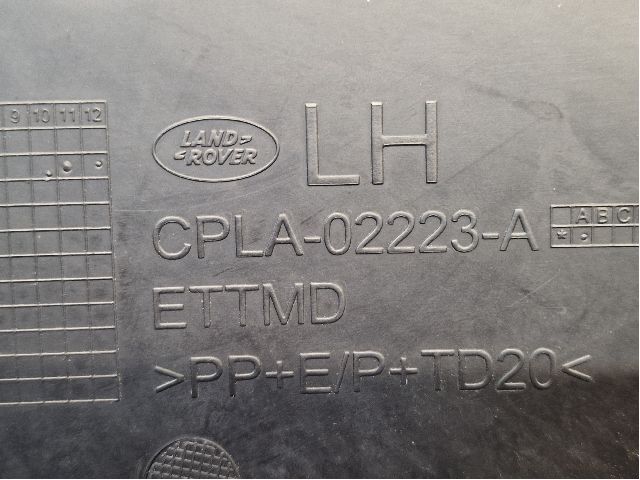 9 10 11 12
LAND
ROVER
LH
CPLA-02223-A
A B C
*
ETTMD
>PP+E/P+TD20<